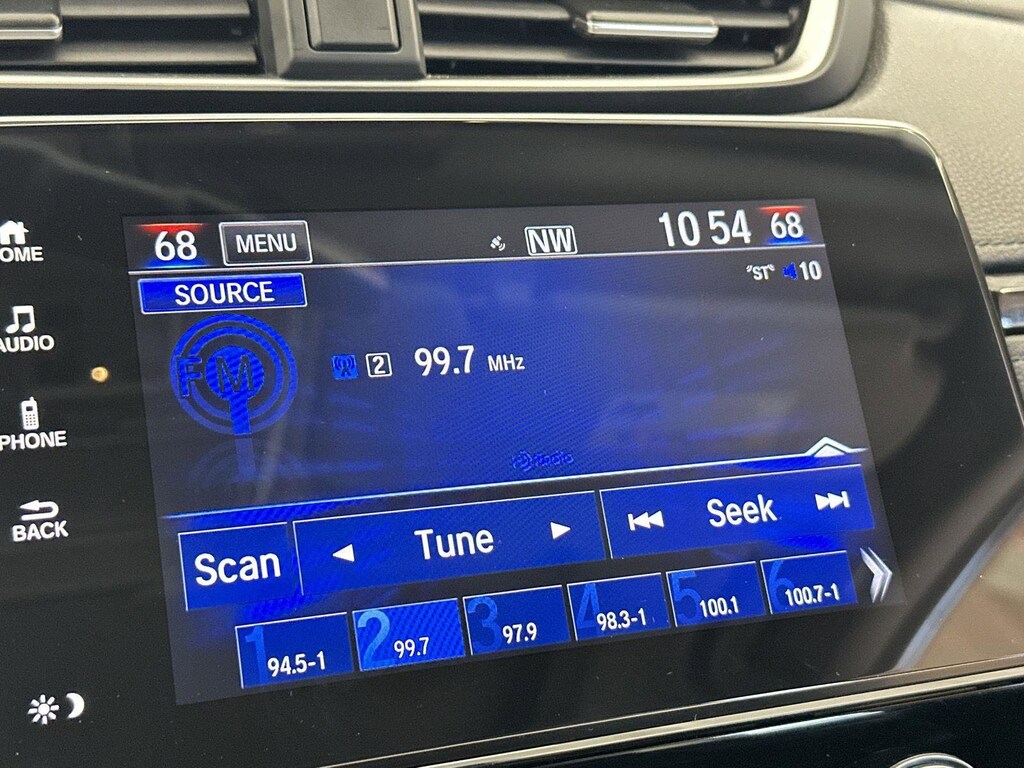 68 MENU NW 10 54 68
SOURCE "ST" 10
HOME
AUDIO
PHONE
BACK
FM 2 99.7 MHz
Scan Tune Seek
1 94.5-1 2 99.7 3 97.9 4 98.3-1 5 100.1 6 100.7-1